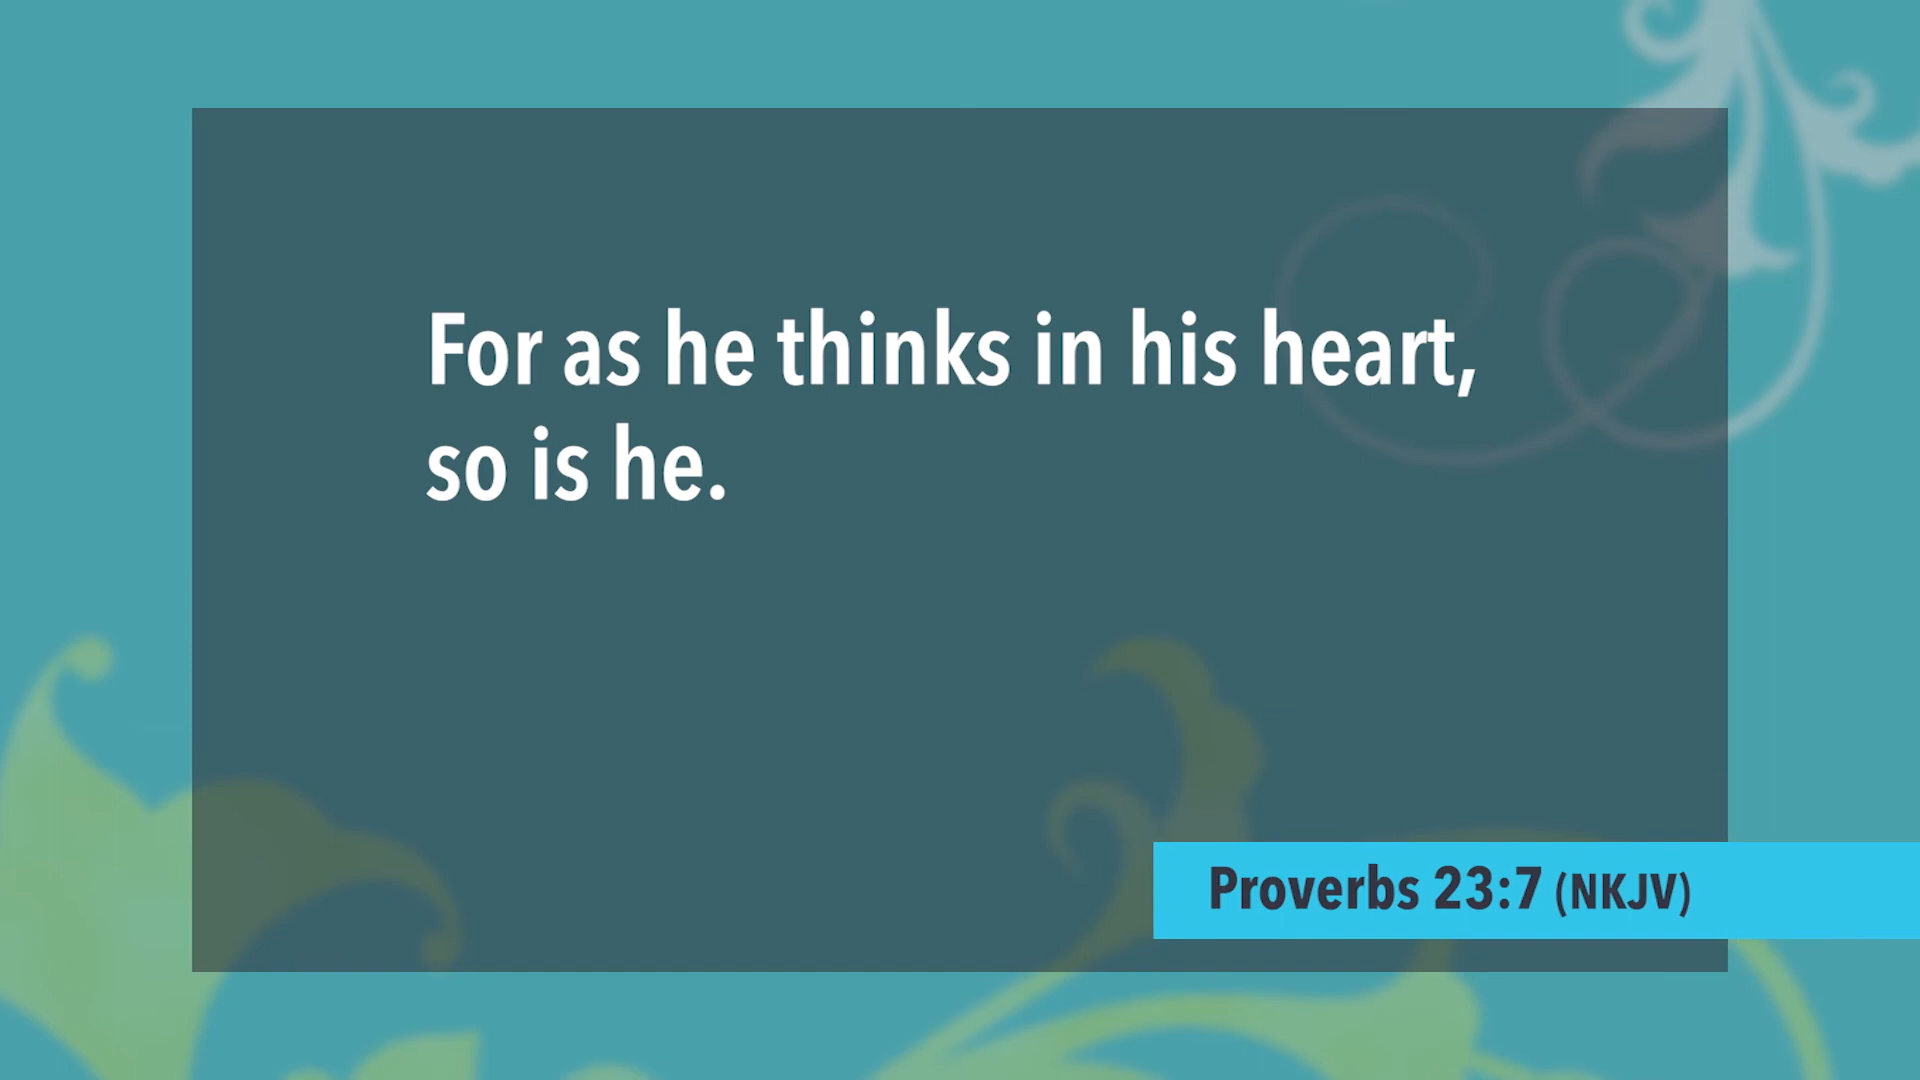 For as he thinks in his heart,
so is he.
Proverbs 23:7 (NKJV)